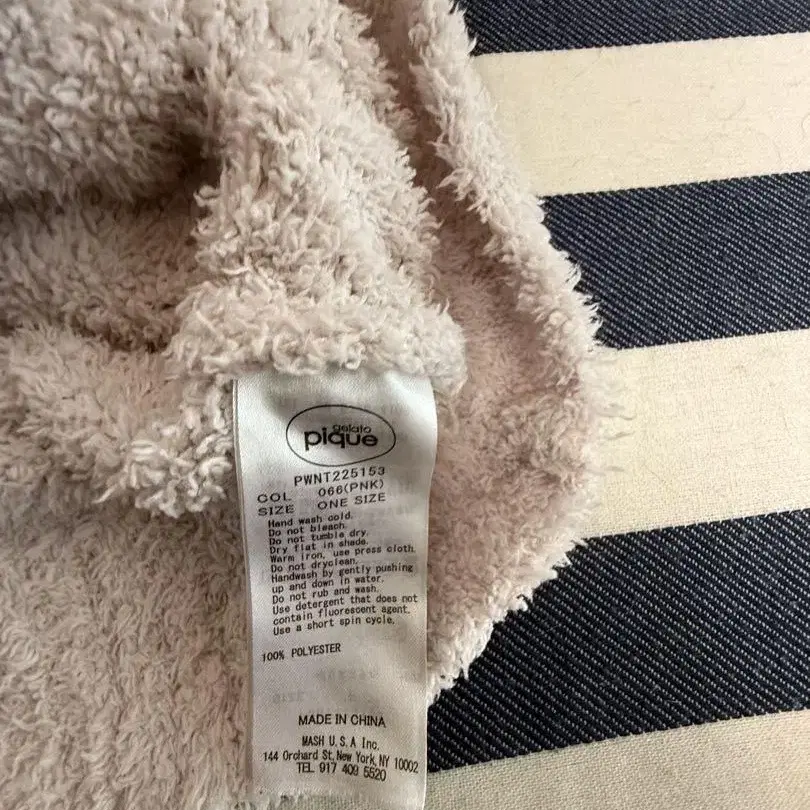 gelato
pique
PWNT225153
COL 066(PNK)
SIZE ONE SIZE
Hand wash cold.
Do not bleach.
Do not tumble dry.
Dry flat in shade.
Warm iron, use press cloth.
Do not dryclean.
Handwash by gently pushing
up and down in water.
Do not rub and wash.
Use detergent that does not
contain fluorescent agent.
Use a short spin cycle.
100% POLYESTER
MADE IN CHINA
MASH U.S.A Inc.
144 Orchard St, New York, NY 10002
TEL 917 409 5520